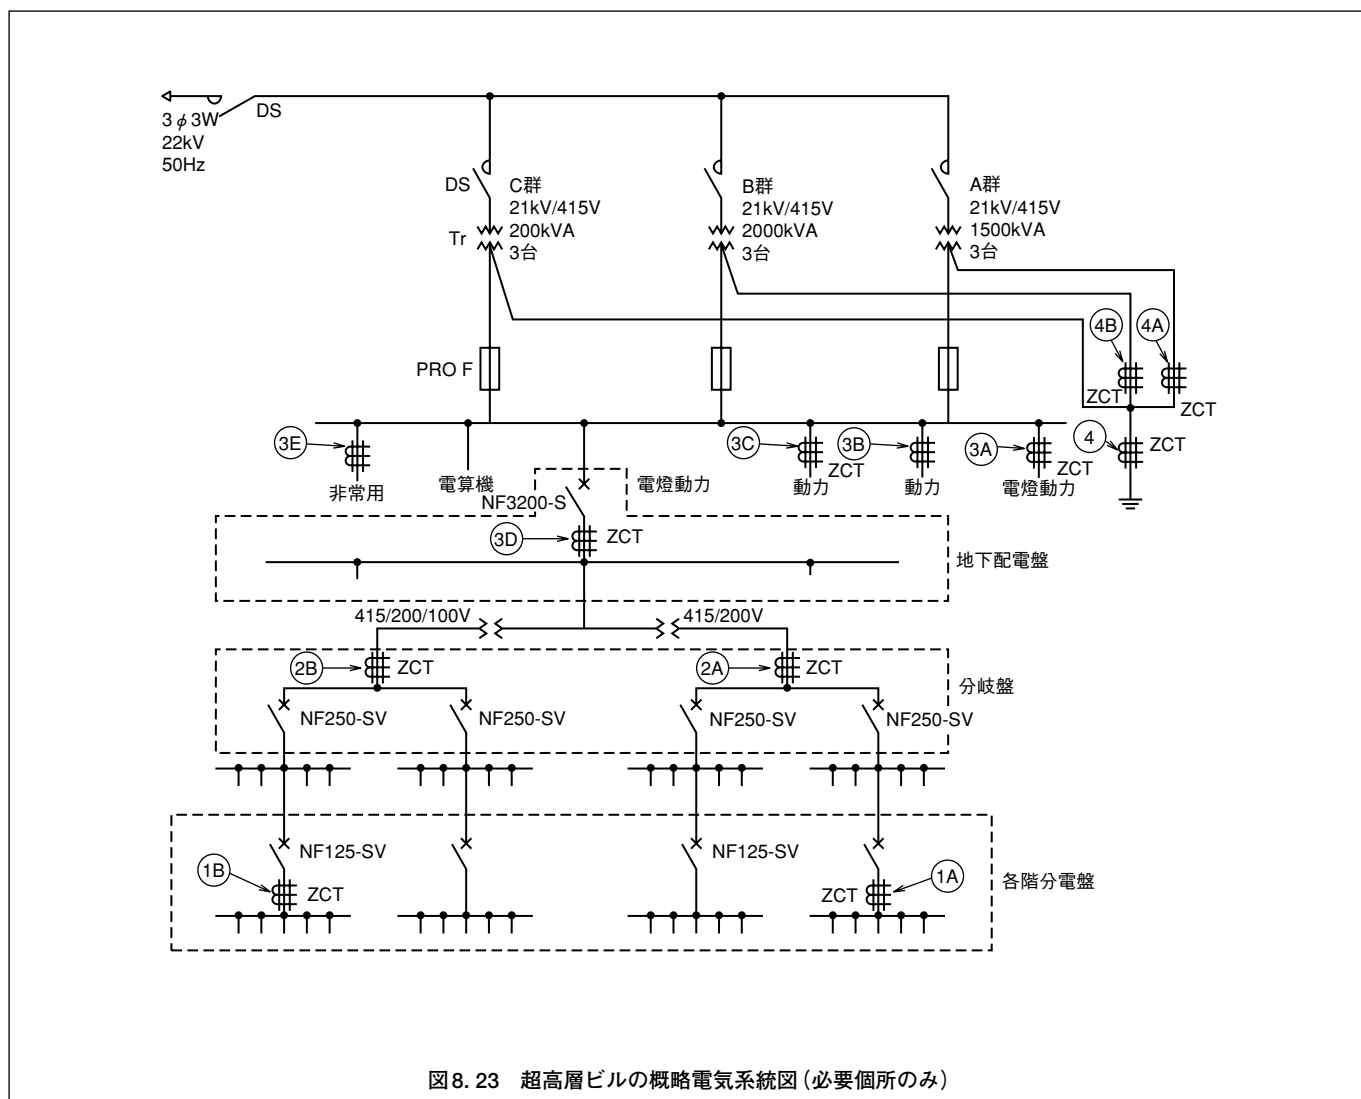 DS
3φ3W
22kV
50Hz
DS
C群
21kV/415V
200kVA
3台
Tr
B群
21kV/415V
2000kVA
3台
A群
21kV/415V
1500kVA
3台
4B
4A
ZCT
ZCT
PRO F
3E
3C
3B
3A
4
ZCT
ZCT
ZCT
非常用
電算機
電燈動力
動力
動力
電燈動力
NF3200-S
3D
ZCT
地下配電盤
415/200/100V
415/200V
2B
ZCT
2A
ZCT
分岐盤
NF250-SV
NF250-SV
NF250-SV
NF250-SV
NF125-SV
NF125-SV
1B
ZCT
ZCT
1A
各階分電盤
図8. 23 超高層ビルの概略電気系統図(必要個所のみ)